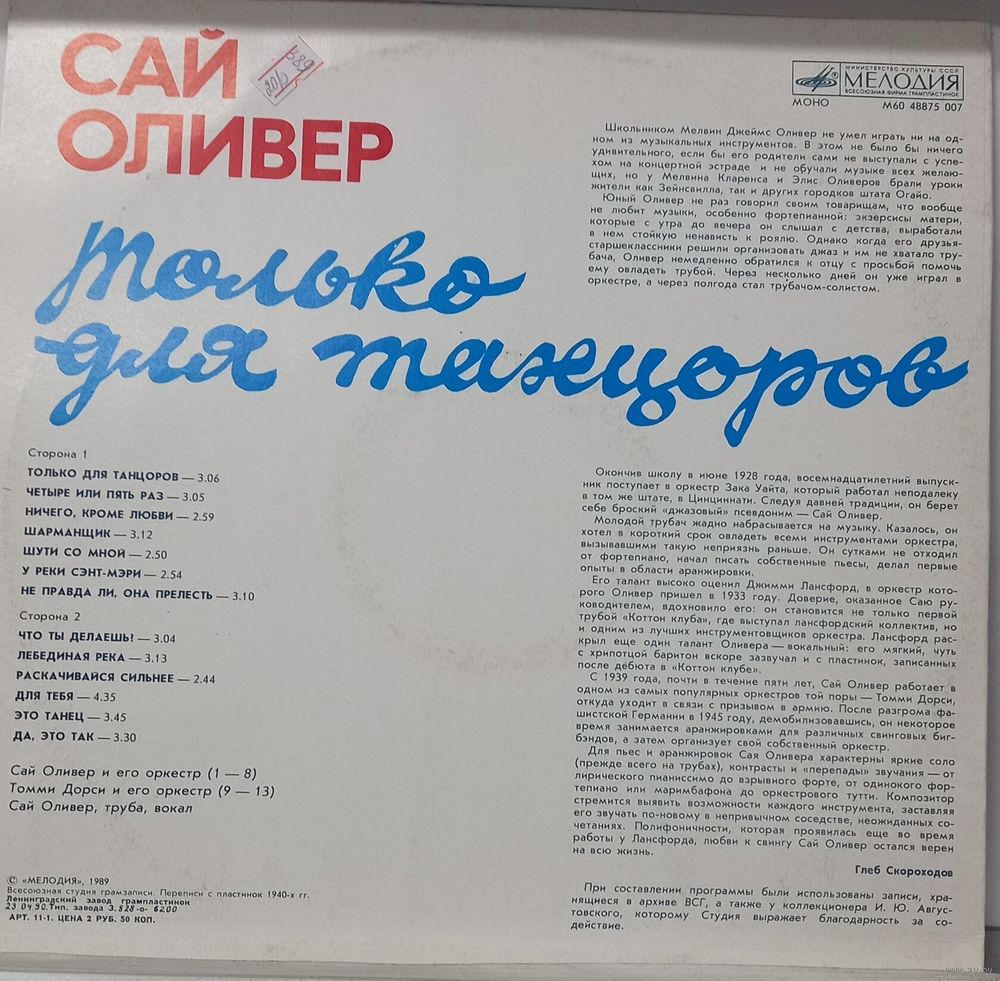 САЙ
ОЛИВЕР
389
МИНИСТЕРСТВО КУЛЬТУРЫ СССР
МЕЛОДИЯ
ВСЕСОЮЗНАЯ ФИРМА ГРАМПЛАСТИНОК
МОНО
М60 48875 007
только
для танцоров
Школьником Мелвин Джеймс Оливер не умел играть ни на од-
ном из музыкальных инструментов. В этом не было бы ничего
удивительного, если бы его родители сами не выступали с успе-
хом на концертной эстраде и не обучали музыке всех желаю-
щих, но у Мелвина Кларенса и Элис Оливеров брали уроки
жители как Зейнсвилла, так и других городков штата Огайо.
Юный Оливер не раз говорил своим товарищам, что вообще
не любит музыки, особенно фортепианной: экзерсисы матери,
которые с утра до вечера он слышал с детства, выработали
в нем стойкую ненависть к роялю. Однако когда его друзья-
старшеклассники решили организовать джаз и им не хватало тру-
бача, Оливер немедленно обратился к отцу с просьбой помочь
ему овладеть трубой. Через несколько дней он уже играл в
оркестре, а через полгода стал трубачом-солистом.
Сторона 1
ТОЛЬКО ДЛЯ ТАНЦОРОВ — 3.06
ЧЕТЫРЕ ИЛИ ПЯТЬ РАЗ — 3.05
НИЧЕГО, КРОМЕ ЛЮБВИ — 2.59
ШАРМАНЩИК — 3.12
ШУТИ СО МНОЙ — 2.50
У РЕКИ СЭНТ-МЭРИ — 2.54
НЕ ПРАВДА ЛИ, ОНА ПРЕЛЕСТЬ — 3.10
Сторона 2
ЧТО ТЫ ДЕЛАЕШЬ? — 3.04
ЛЕБЕДИНАЯ РЕКА — 3.13
РАСКАЧИВАЙСЯ СИЛЬНЕЕ — 2.44
ДЛЯ ТЕБЯ — 4.35
ЭТО ТАНЕЦ — 3.45
ДА, ЭТО ТАК — 3.30
Сай Оливер и его оркестр (1 — 8)
Томми Дорси и его оркестр (9 — 13)
Сай Оливер, труба, вокал
Окончив школу в июне 1928 года, восемнадцатилетний выпуск-
ник поступает в оркестр Зака Уайта, который работал неподалеку
в том же штате, в Цинциннати. Следуя давней традиции, он берет
себе броский «джазовый» псевдоним — Сай Оливер.
Молодой трубач жадно набрасывается на музыку. Казалось, он
хотел в короткий срок овладеть всеми инструментами оркестра,
вызывавшими такую неприязнь раньше. Он сутками не отходил
от фортепиано, начал писать собственные пьесы, делал первые
опыты в области аранжировки.
Его талант высоко оценил Джимми Лансфорд, в оркестр кото-
рого Оливер пришел в 1933 году. Доверие, оказанное Саю ру-
ководителем, вдохновило его: он становится не только первой
трубой «Коттон клуба», где выступал лансфордский коллектив, но
и одним из лучших инструментовщиков оркестра. Лансфорд рас-
крыл еще один талант Оливера — вокальный: его мягкий, чуть
с хрипотцой баритон вскоре зазвучал и с пластинок, записанных
после дебюта в «Коттон клубе».
С 1939 года, почти в течение пяти лет, Сай Оливер работает в
одном из самых популярных оркестров той поры — Томми Дорси,
откуда уходит в связи с призывом в армию. После разгрома фа-
шистской Германии в 1945 году, демобилизовавшись, он некоторое
время занимается аранжировками для различных свинговых биг-
бэндов, а затем организует свой собственный оркестр.
Для пьес и аранжировок Сая Оливера характерны яркие соло
(прежде всего на трубах), контрасты и «перепады» звучания — от
лирического пианиссимо до взрывного форте, от одинокого фор-
тепиано или маримбафона до оркестрового тутти. Композитор
стремится выявить возможности каждого инструмента, заставляя
его звучать по-новому в непривычном соседстве, неожиданных со-
четаниях. Полифоничности, которая проявилась еще во время
работы у Лансфорда, любви к свингу Сай Оливер остался верен
на всю жизнь.
Глеб Скороходов
При составлении программы были использованы записи, хра-
нящиеся в архиве ВСГ, а также у коллекционера И. Ю. Авгус-
товского, которому Студия выражает благодарность за со-
действие.
© «МЕЛОДИЯ», 1989
Всесоюзная студия грамзаписи. Переписи с пластинок 1940-х гг.
Ленинградский завод грампластинок
23.04.90. Тип. завода З. 828-о- 6200
АРТ. 11-1. ЦЕНА 2 РУБ. 50 КОП.
www.ay.by